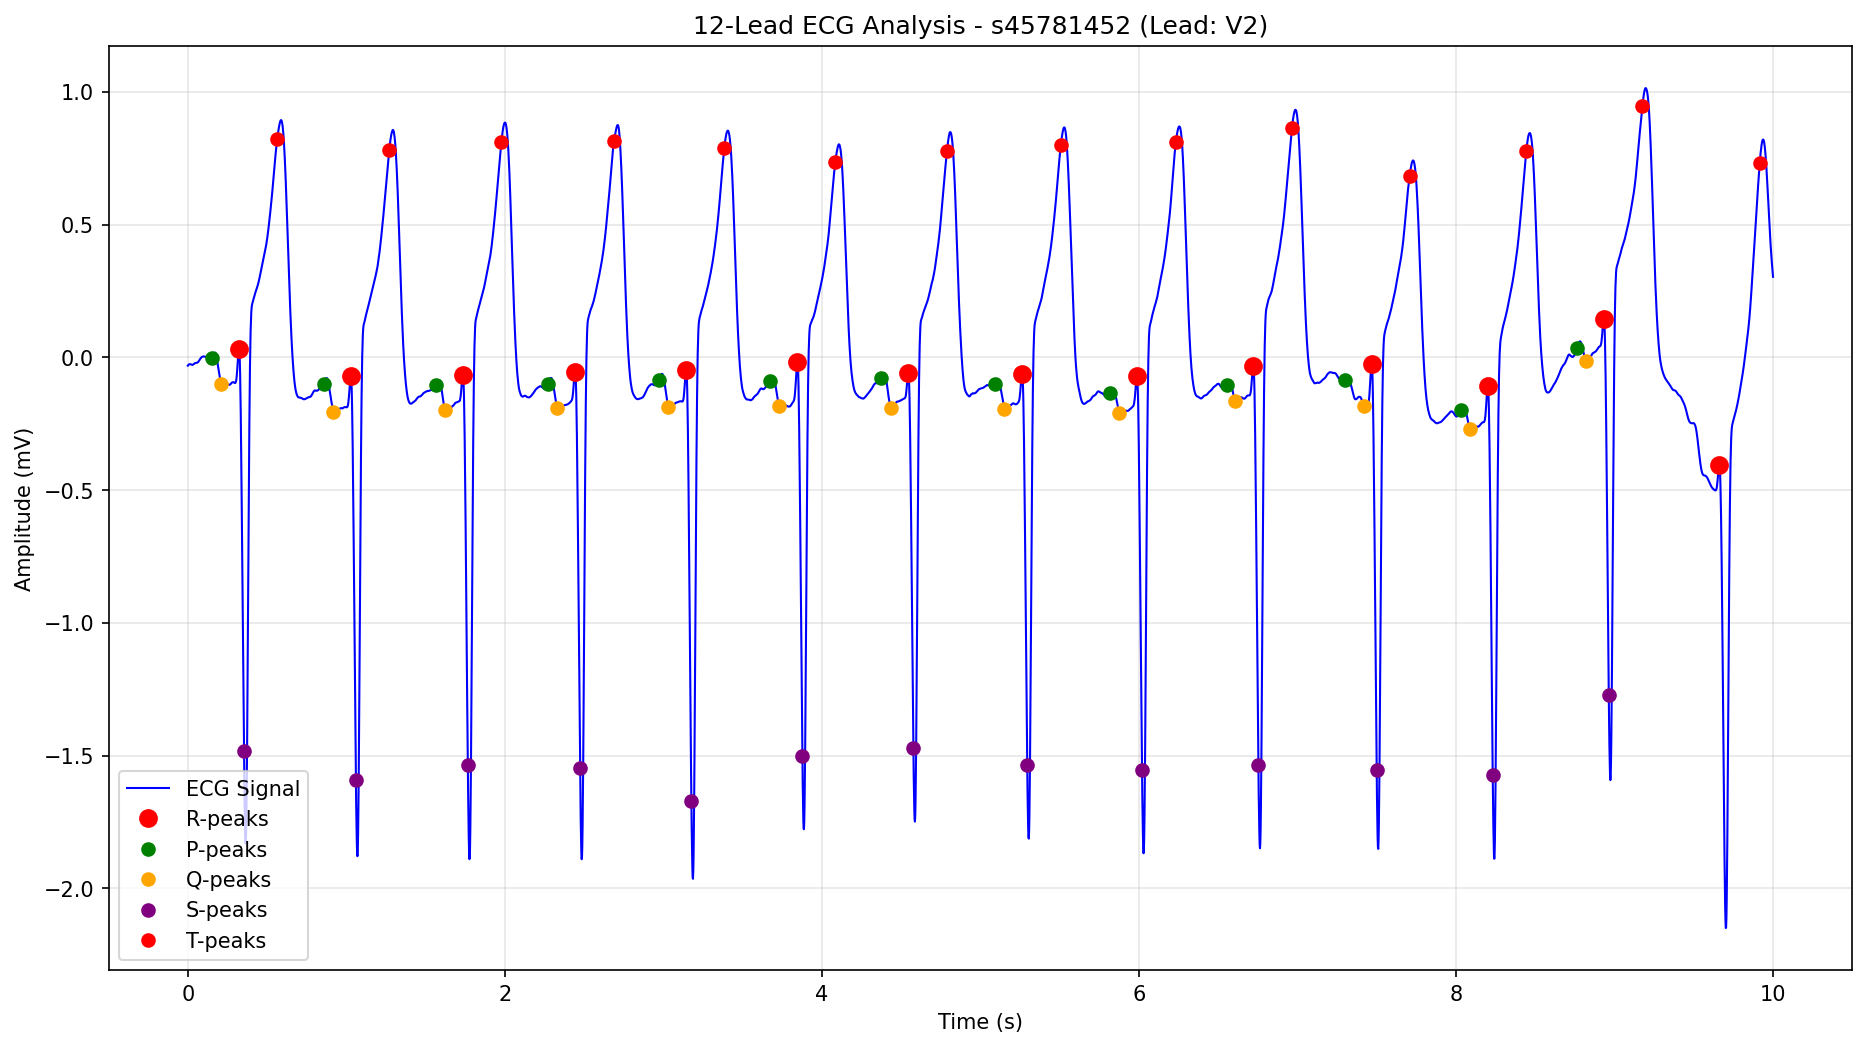 12-Lead ECG Analysis - s45781452 (Lead: V2)
1.0
0.5
0.0
−0.5
−1.0
−1.5
−2.0
Amplitude (mV)
ECG Signal
R-peaks
P-peaks
Q-peaks
S-peaks
T-peaks
0 2 4 6 8 10
Time (s)